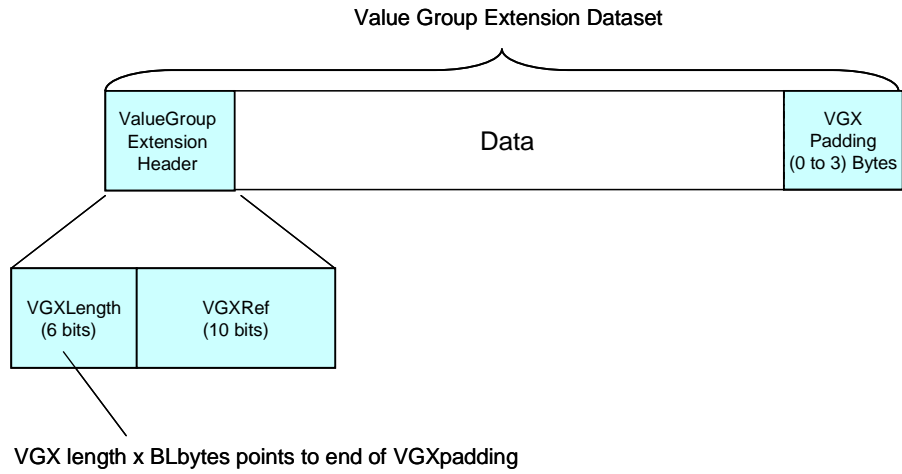 Value Group Extension Dataset
ValueGroup
Extension
Header
Data
VGX
Padding
(0 to 3) Bytes
VGXLength
(6 bits)
VGXRef
(10 bits)
VGX length x BLbytes points to end of VGXpadding